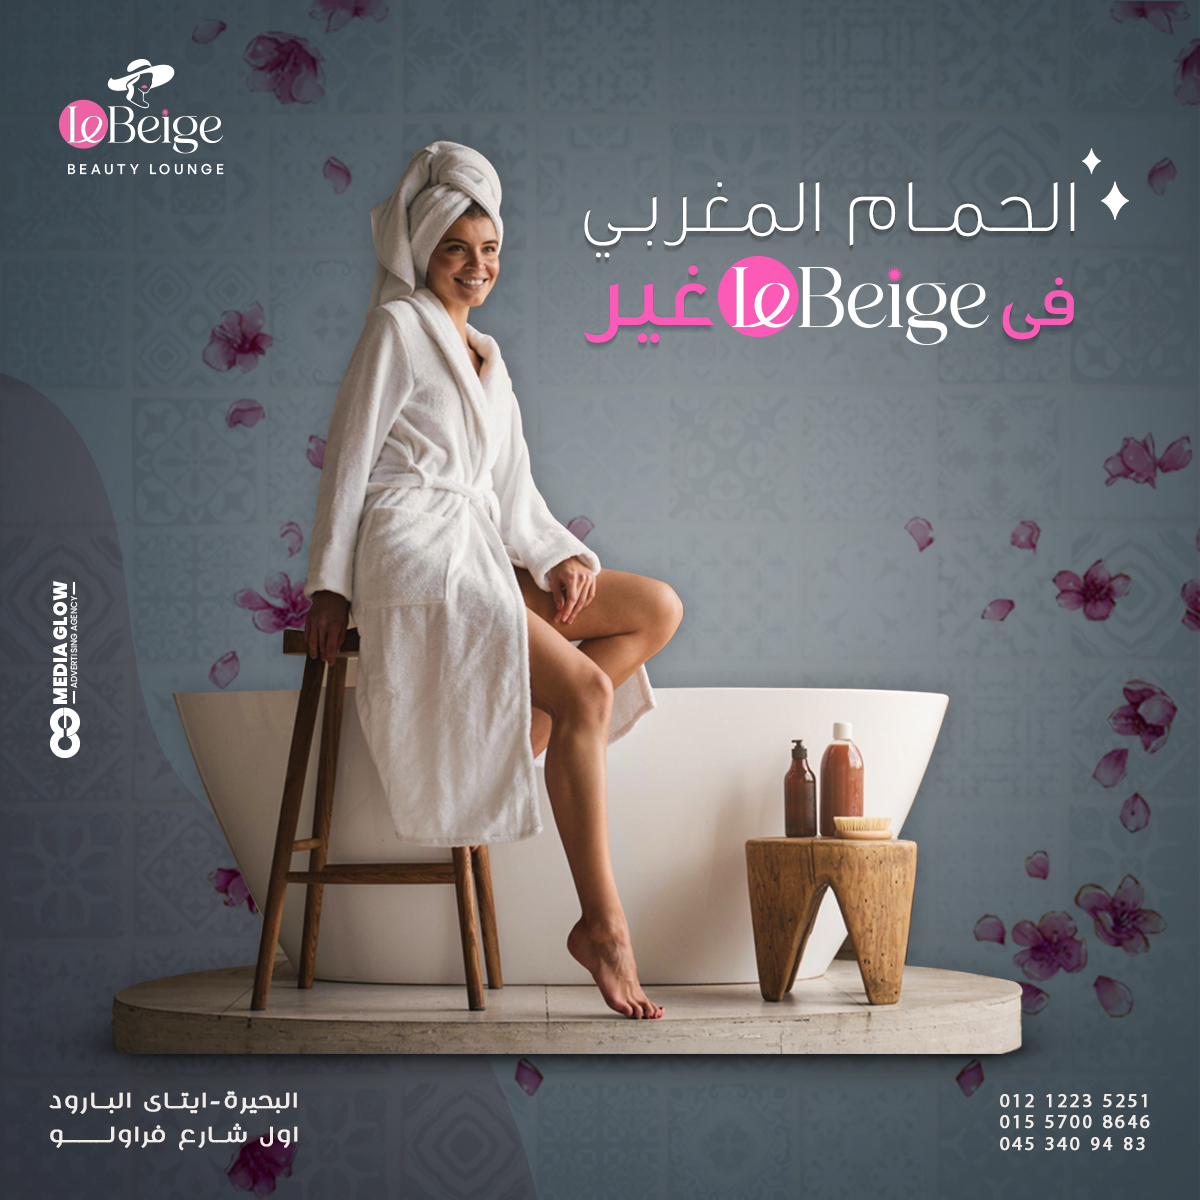 LeBeige
BEAUTY LOUNGE
الحمام المغربي
فى LeBeige غير
MEDIA GLOW
ADVERTISING AGENCY
البحيرة-ايتاى البارود
اول شارع فراولو
012 1223 5251
015 5700 8646
045 340 94 83